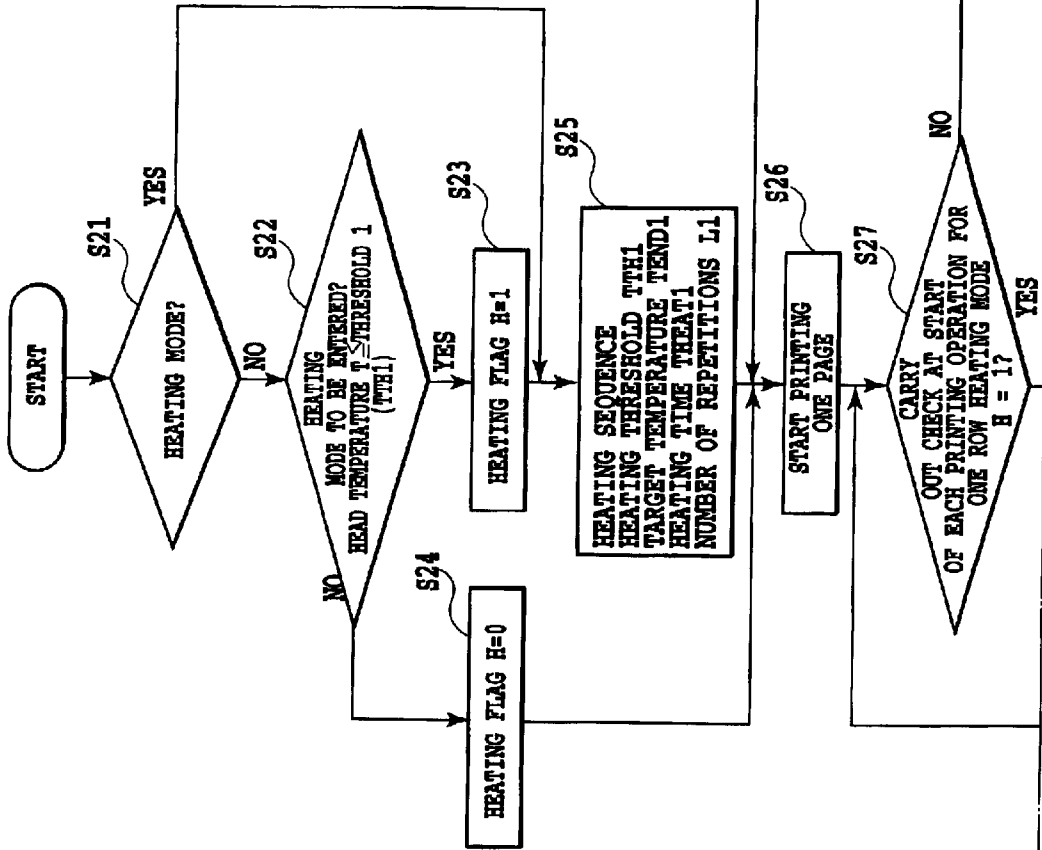 START
S21
HEATING MODE?
YES
NO
S22
HEATING
MODE TO BE ENTERED?
HEAD TEMPERATURE T≧THRESHOLD 1
(TTH1)
NO
YES
S23
HEATING FLAG H=1
S24
HEATING FLAG H=0
S25
HEATING SEQUENCE
HEATING THRESHOLD TTH1
TARGET TEMPERATURE TEND1
HEATING TIME THEAT1
NUMBER OF REPETITIONS L1
S26
START PRINTING
ONE PAGE
S27
CARRY
OUT CHECK AT START
OF EACH PRINTING OPERATION FOR
ONE ROW HEATING MODE
H = 1?
NO
YES